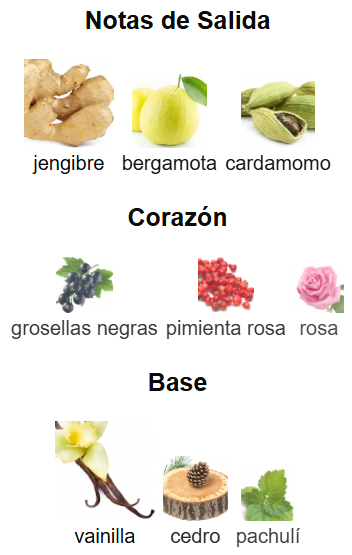 Notas de Salida
jengibre bergamota cardamomo
Corazón
grosellas negras pimienta rosa rosa
Base
vainilla cedro pachulí